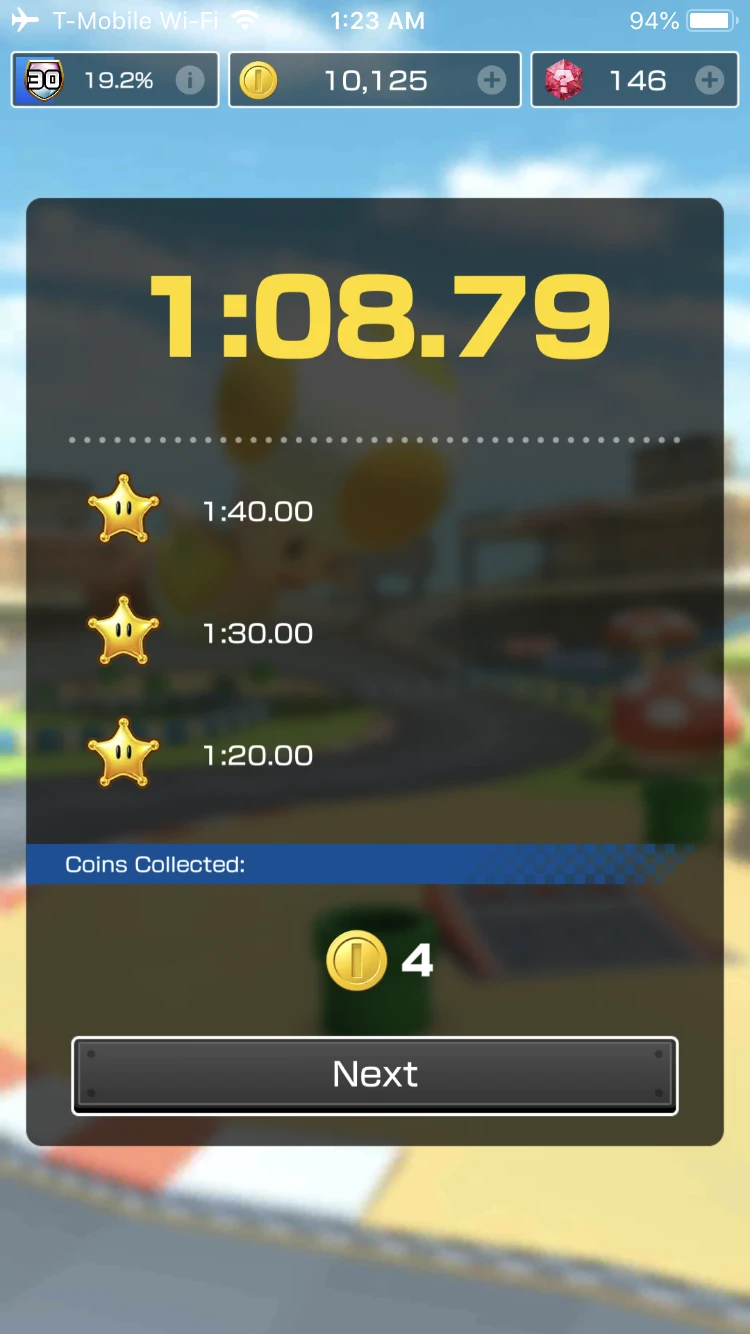 T-Mobile Wi-Fi 1:23 AM 94%
30 19.2% i 10,125 + 146 +
1:08.79
1:40.00
1:30.00
1:20.00
Coins Collected:
4
Next